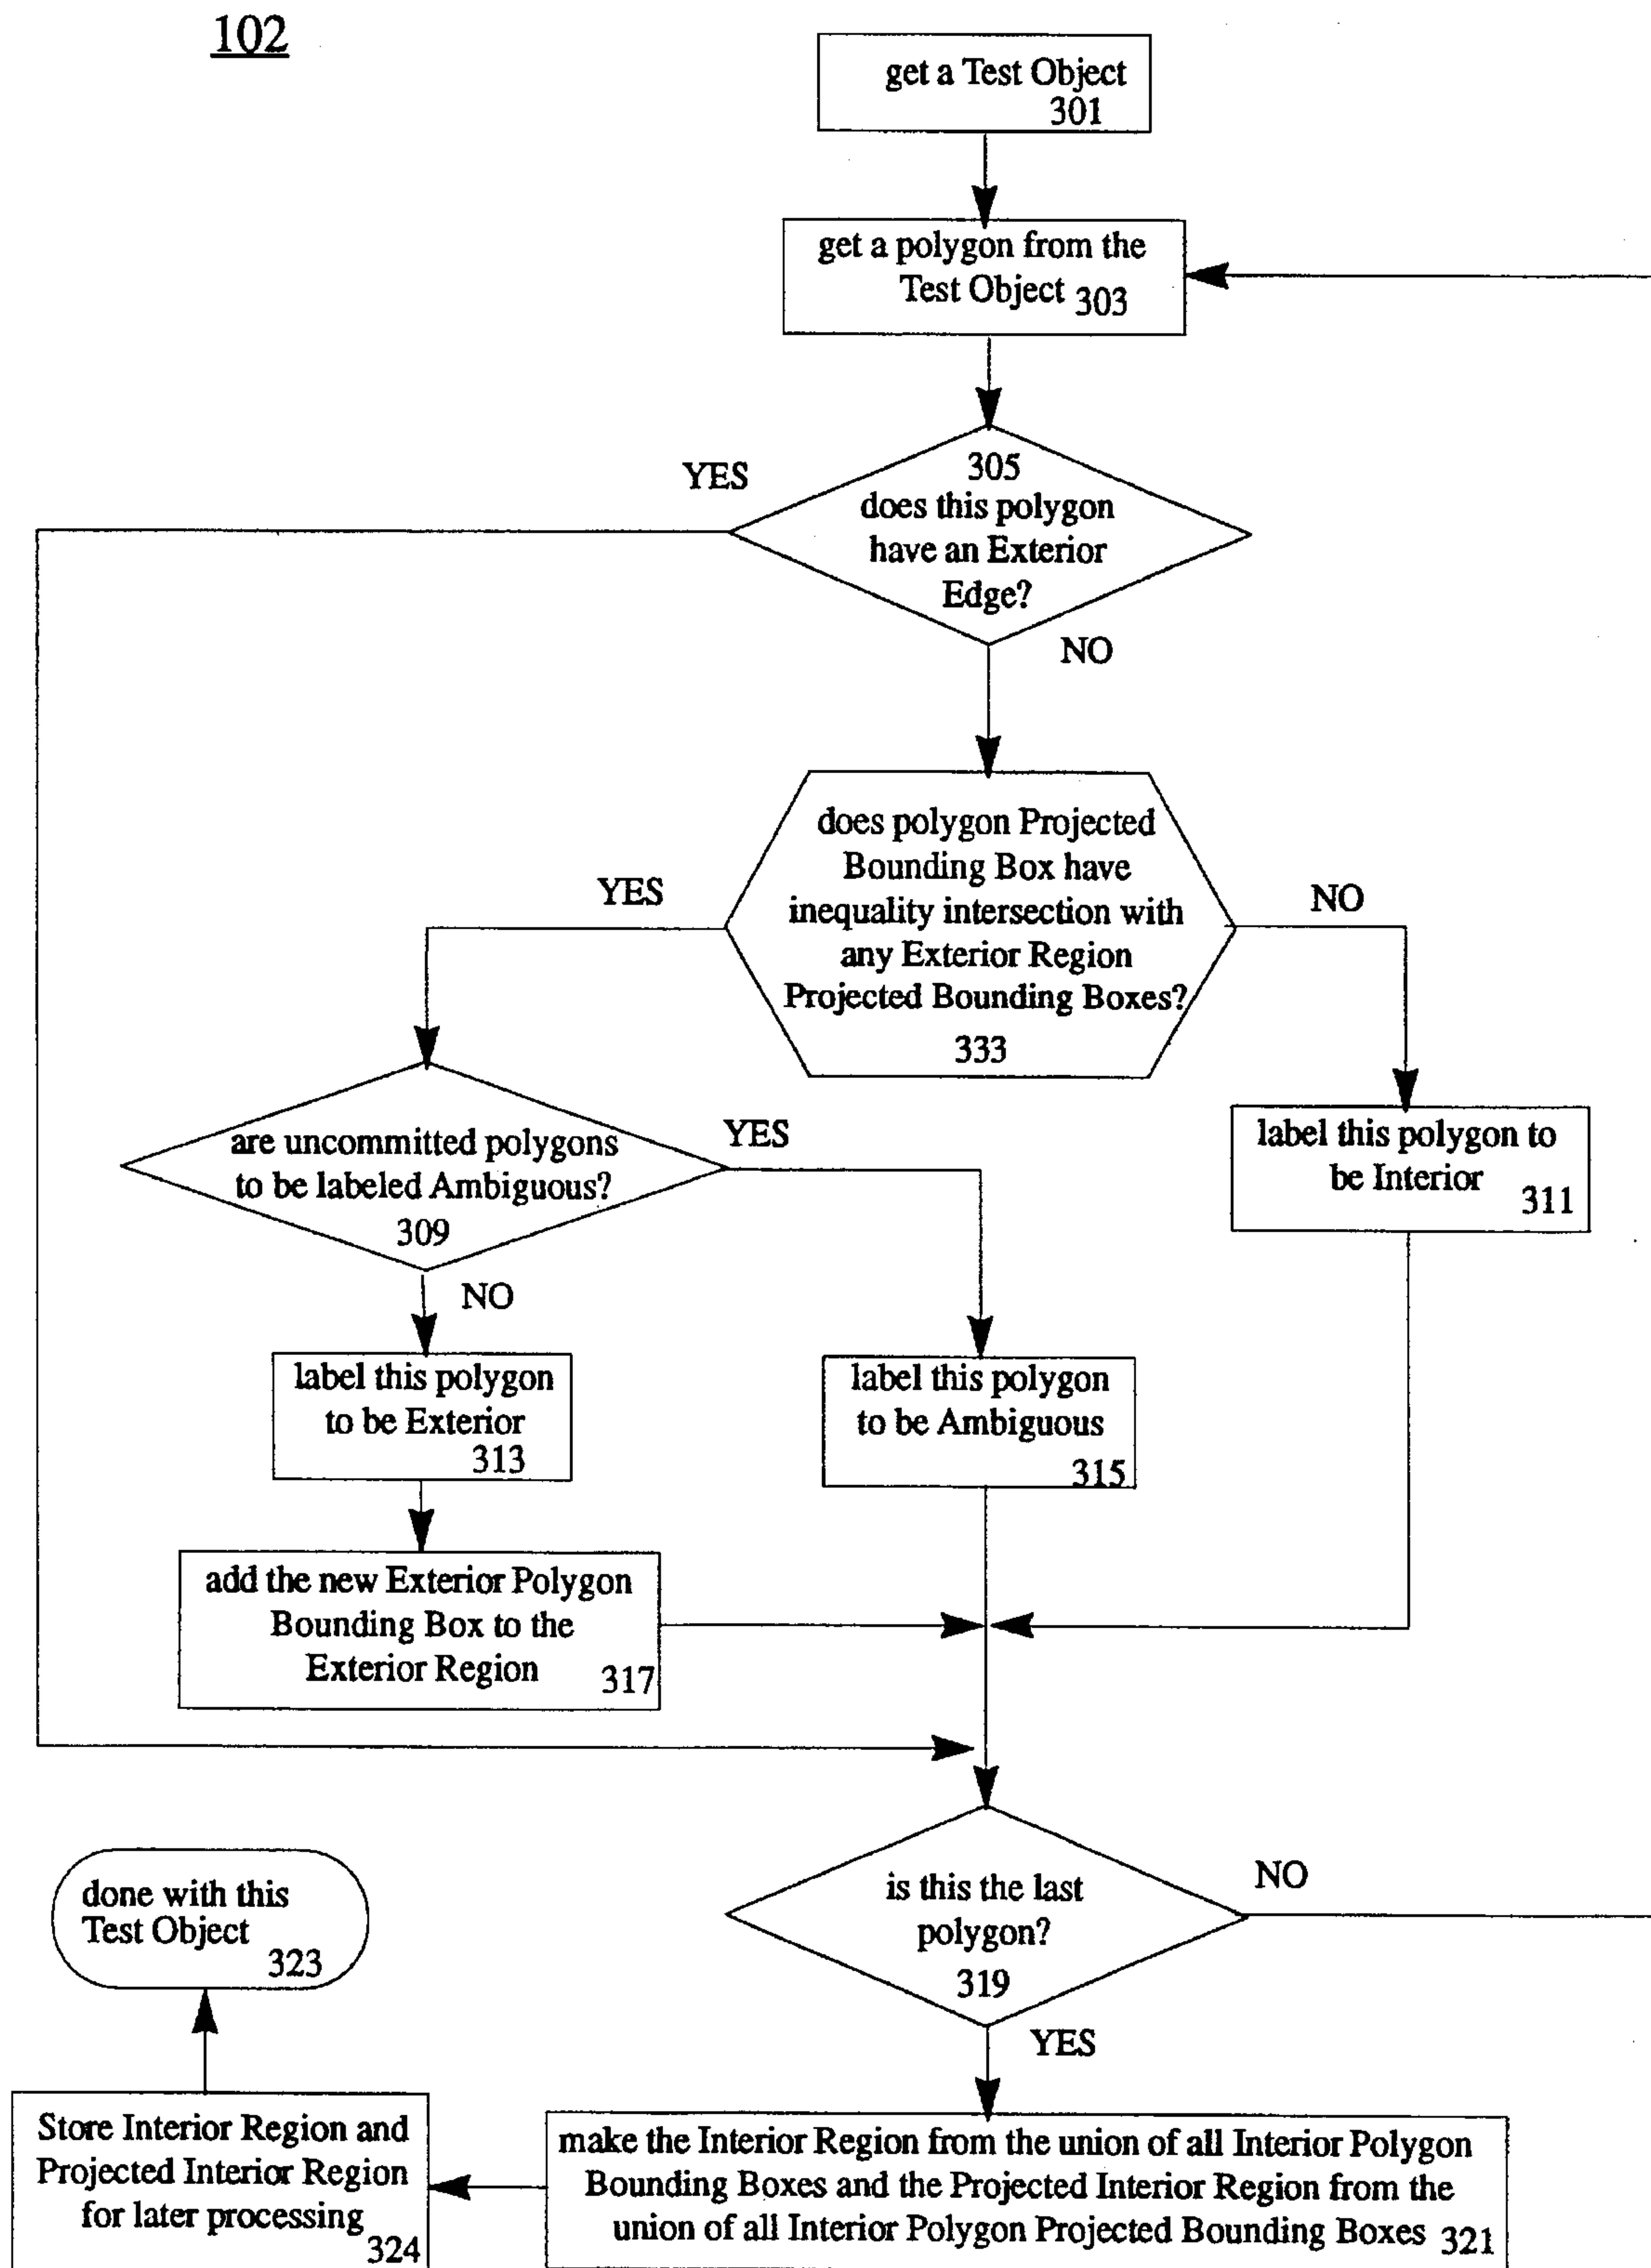 102
get a Test Object
301
get a polygon from the
Test Object 303
305
does this polygon
have an Exterior
Edge?
YES
NO
does polygon Projected
Bounding Box have
inequality intersection with
any Exterior Region
Projected Bounding Boxes?
333
YES
NO
are uncommitted polygons
to be labeled Ambiguous?
309
YES
NO
label this polygon to
be Interior
311
label this polygon
to be Exterior
313
label this polygon
to be Ambiguous
315
add the new Exterior Polygon
Bounding Box to the
Exterior Region 317
is this the last
polygon?
319
NO
YES
done with this
Test Object
323
Store Interior Region and
Projected Interior Region
for later processing
324
make the Interior Region from the union of all Interior Polygon
Bounding Boxes and the Projected Interior Region from the
union of all Interior Polygon Projected Bounding Boxes 321